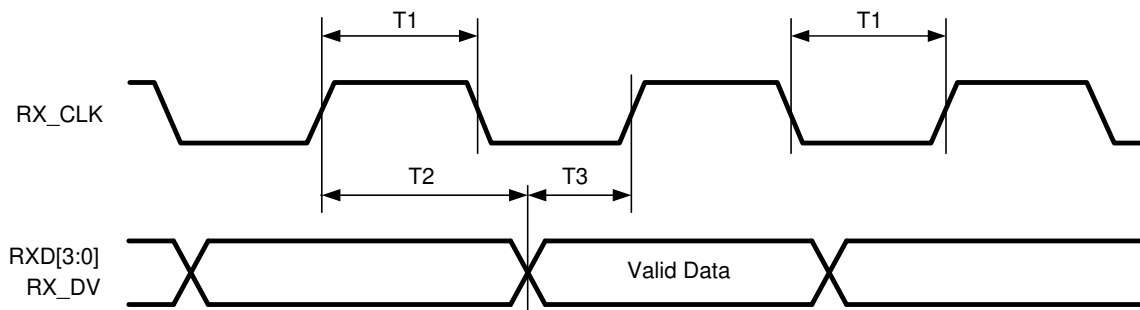 T1
T1
RX_CLK
T2
T3
RXD[3:0]
RX_DV
Valid Data